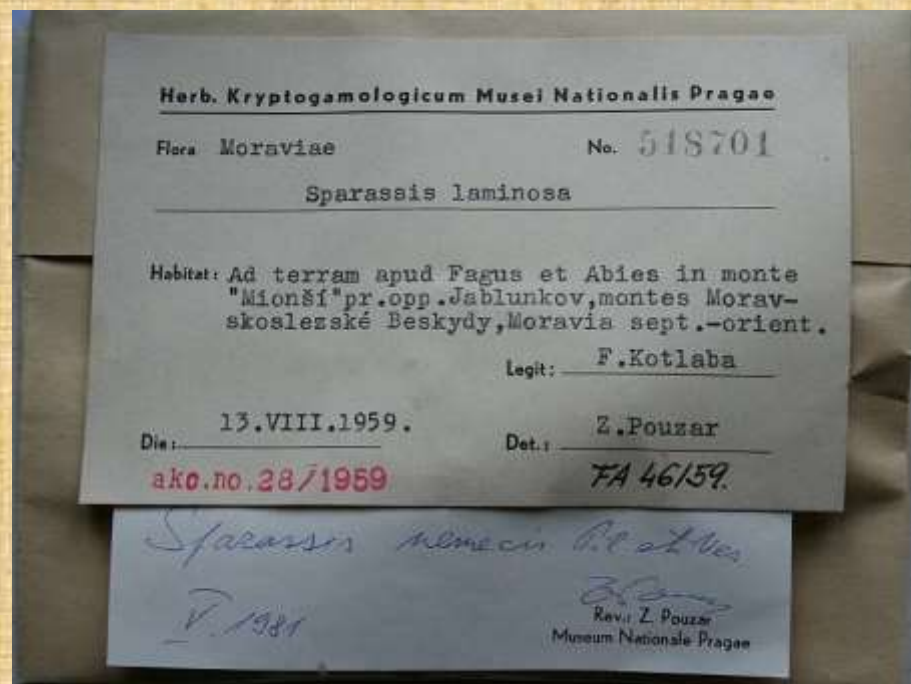 Herb. Kryptogamologicum Musei Nationalis Pragae
Flora Moraviae No. 518701
Sparassis laminosa
Habitat: Ad terram apud Fagus et Abies in monte
"Mionší"pr.opp.Jablunkov,montes Morav-
skoslezské Beskydy,Moravia sept.-orient.
Legit: F.Kotlaba
Die: 13.VIII.1959. Det.: Z.Pouzar
ako.no.28/1959 FA 46/59.
Sparassis nemecii Pil et Ves
V. 1981
Rev.: Z. Pouzar
Museum Nationale Pragae